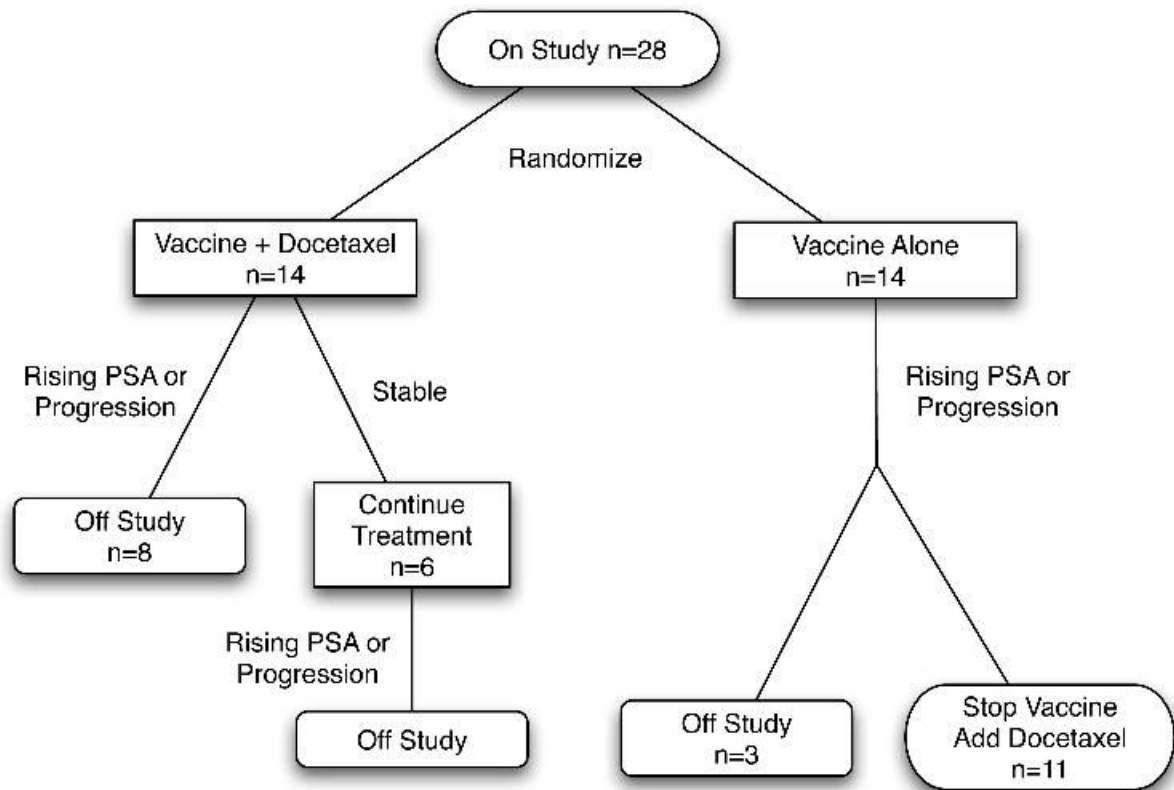 On Study n=28
Randomize
Vaccine + Docetaxel
n=14
Vaccine Alone
n=14
Rising PSA or
Progression
Stable
Rising PSA or
Progression
Off Study
n=8
Continue
Treatment
n=6
Rising PSA or
Progression
Off Study
Off Study
n=3
Stop Vaccine
Add Docetaxel
n=11